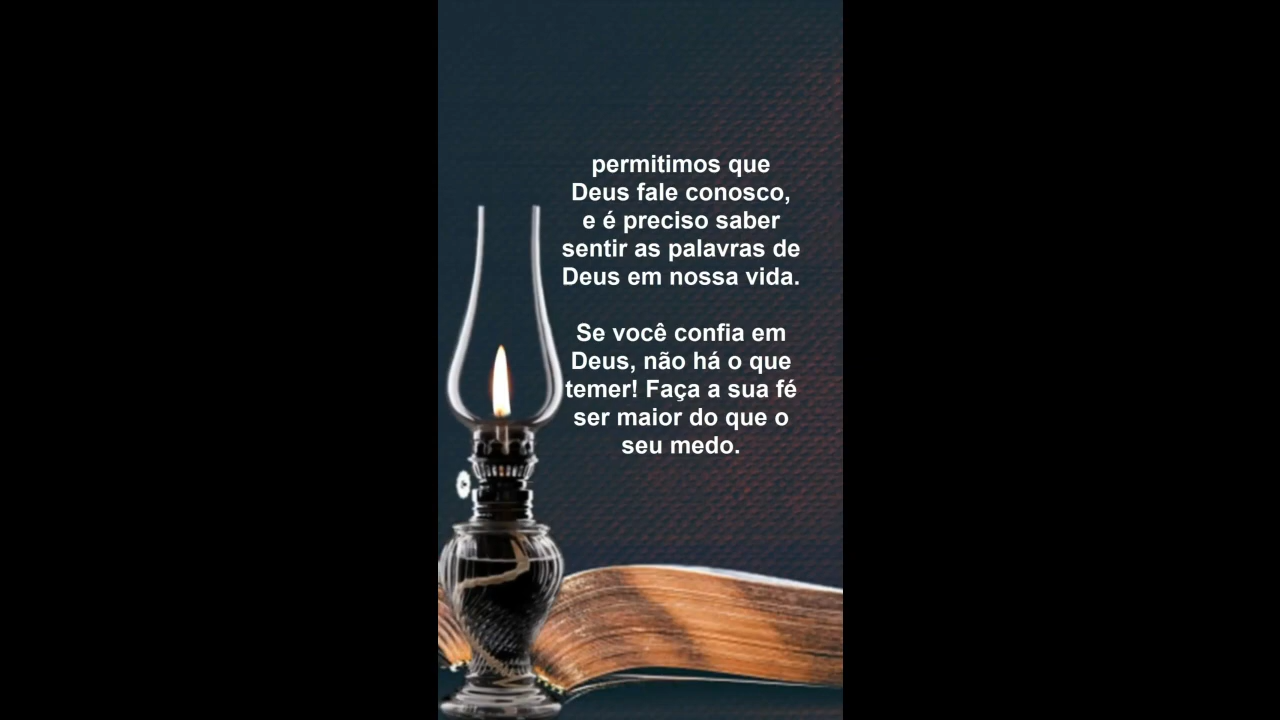 permitimos que
Deus fale conosco,
e é preciso saber
sentir as palavras de
Deus em nossa vida.
Se você confia em
Deus, não há o que
temer! Faça a sua fé
ser maior do que o
seu medo.